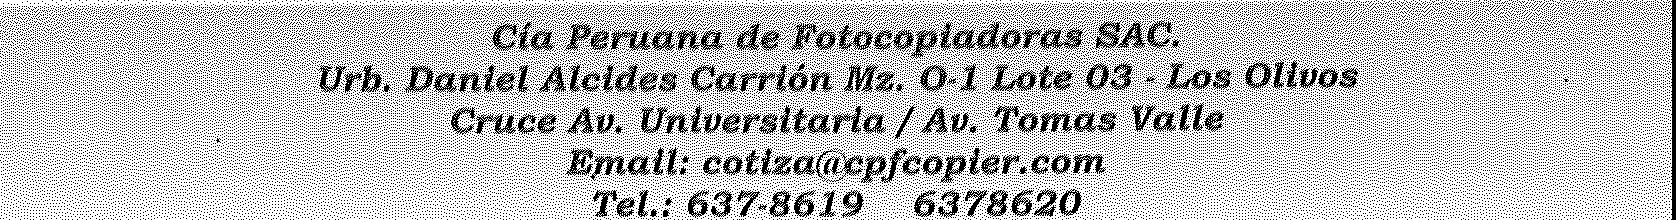 Cía Peruana de Fotocopiadoras SAC.
Urb. Daniel Alcides Carrión Mz. O-1 Lote 03 - Los Olivos
Cruce Av. Universitaria / Av. Tomas Valle
Email: cotiza@cpfcopier.com
Tel.: 637-8619 6378620